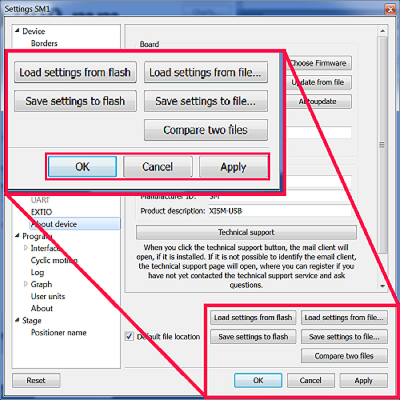 Settings SM1
Device
Borders
Board
Load settings from flash
Load settings from file...
Choose Firmware
Save settings to flash
Save settings to file...
Update from file
Compare two files
Autoupdate
OK
Cancel
Apply
UART
EXTIO
About device
Program
Interface
Cyclic motion
Log
Graph
User units
About
Stage
Positioner name
Manufacturer ID:
SM
Product description:
XISM-USB
Technical support
When you click the technical support button, the mail client will
open, if it is installed. If it is not possible to identify the email client,
the technical support page will open, where you can register if
you have not yet contacted the technical support service and ask
questions.
Load settings from flash
Load settings from file...
Default file location
Save settings to flash
Save settings to file...
Compare two files
Reset
OK
Cancel
Apply